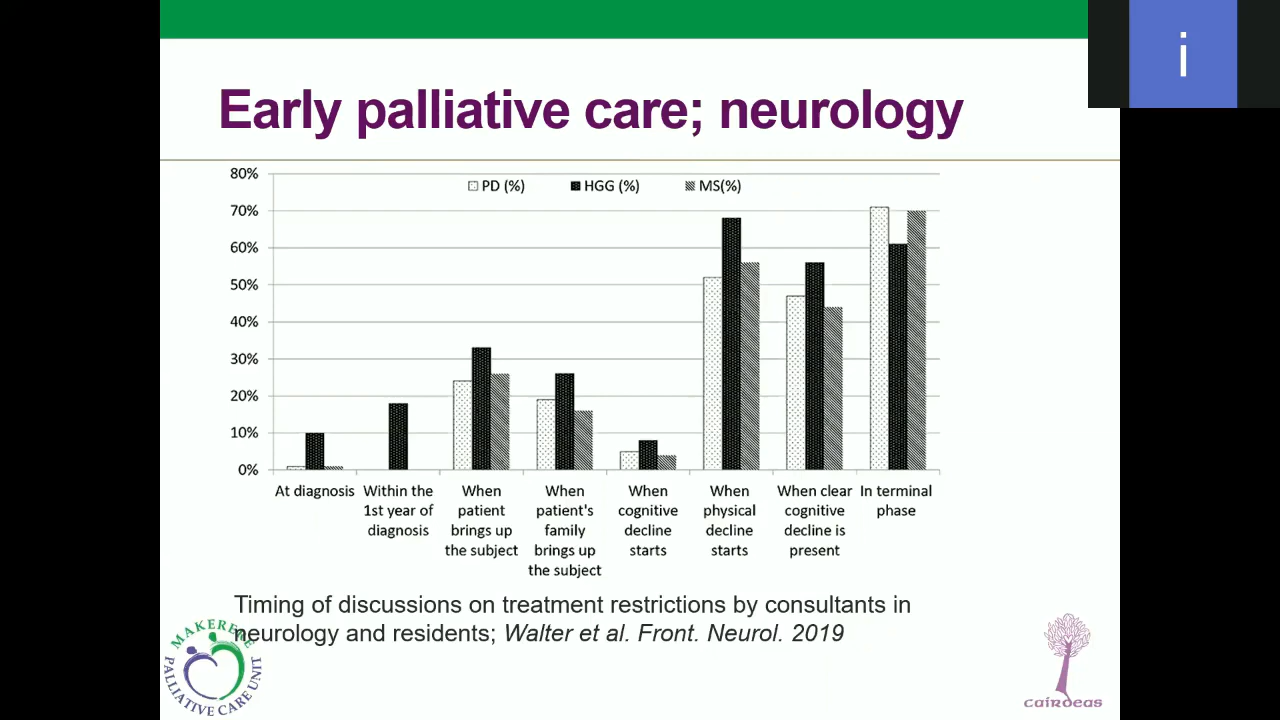 i
Early palliative care; neurology
80%
70%
60%
50%
40%
30%
20%
10%
0%
PD (%) HGG (%) MS(%)
At diagnosis
Within the
1st year of
diagnosis
When
patient
brings up
the subject
When
patient's
family
brings up
the subject
When
cognitive
decline
starts
When
physical
decline
starts
When clear
cognitive
decline is
present
In terminal
phase
Timing of discussions on treatment restrictions by consultants in
neurology and residents; Walter et al. Front. Neurol. 2019
MAKERERE
PALLIATIVE CARE UNIT
cairdeas